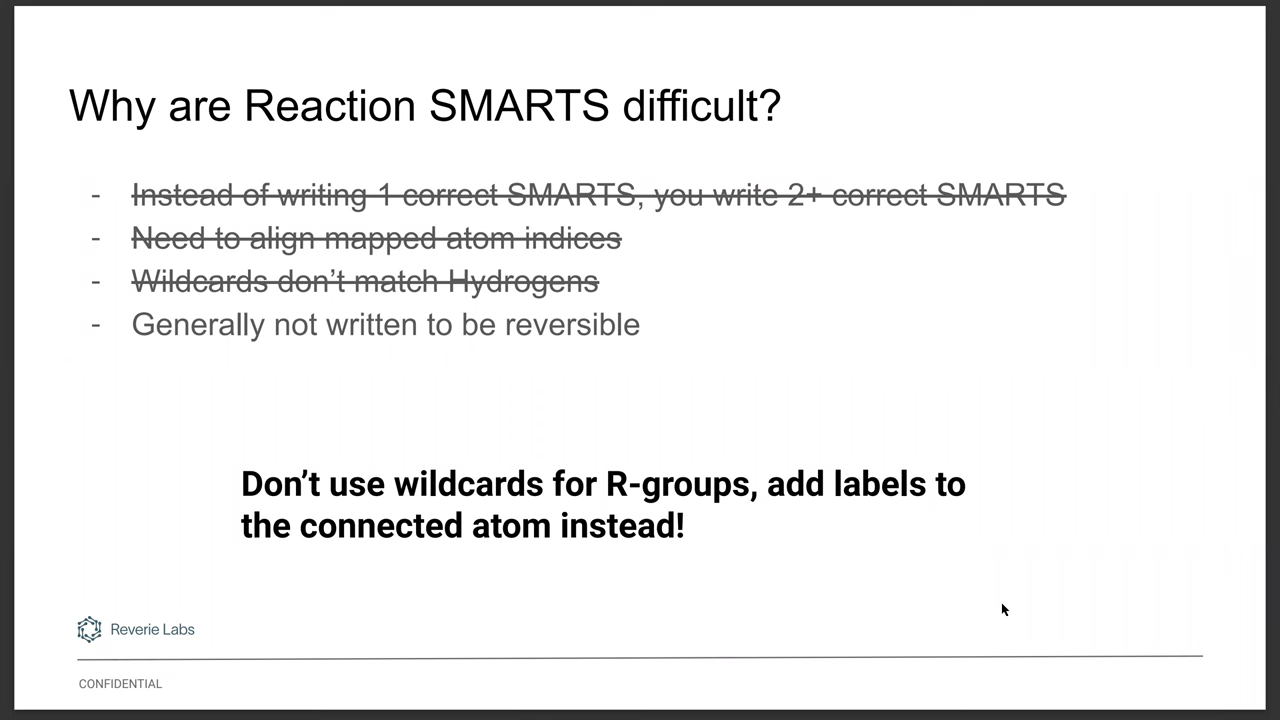 Why are Reaction SMARTS difficult?
- Instead of writing 1 correct SMARTS, you write 2+ correct SMARTS
- Need to align mapped atom indices
- Wildcards don’t match Hydrogens
- Generally not written to be reversible
Don’t use wildcards for R-groups, add labels to
the connected atom instead!
Reverie Labs
CONFIDENTIAL